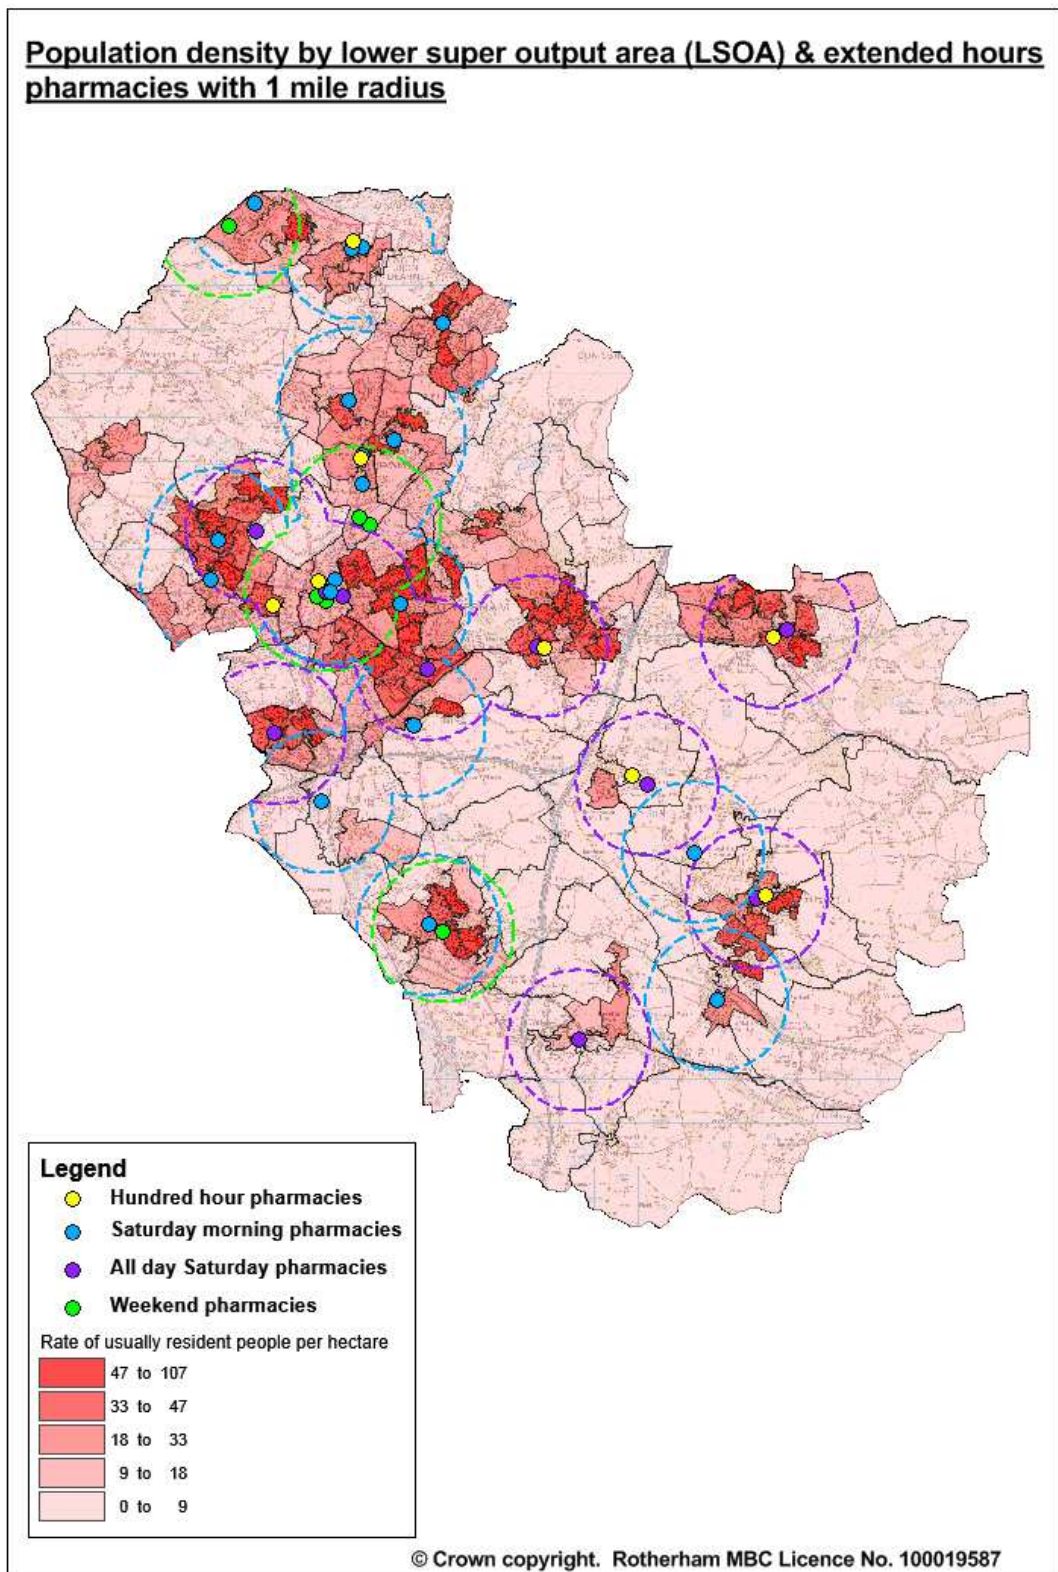 Population density by lower super output area (LSOA) & extended hours
pharmacies with 1 mile radius
Legend
Hundred hour pharmacies
Saturday morning pharmacies
All day Saturday pharmacies
Weekend pharmacies
Rate of usually resident people per hectare
47 to 107
33 to 47
18 to 33
9 to 18
0 to 9
© Crown copyright. Rotherham MBC Licence No. 100019587